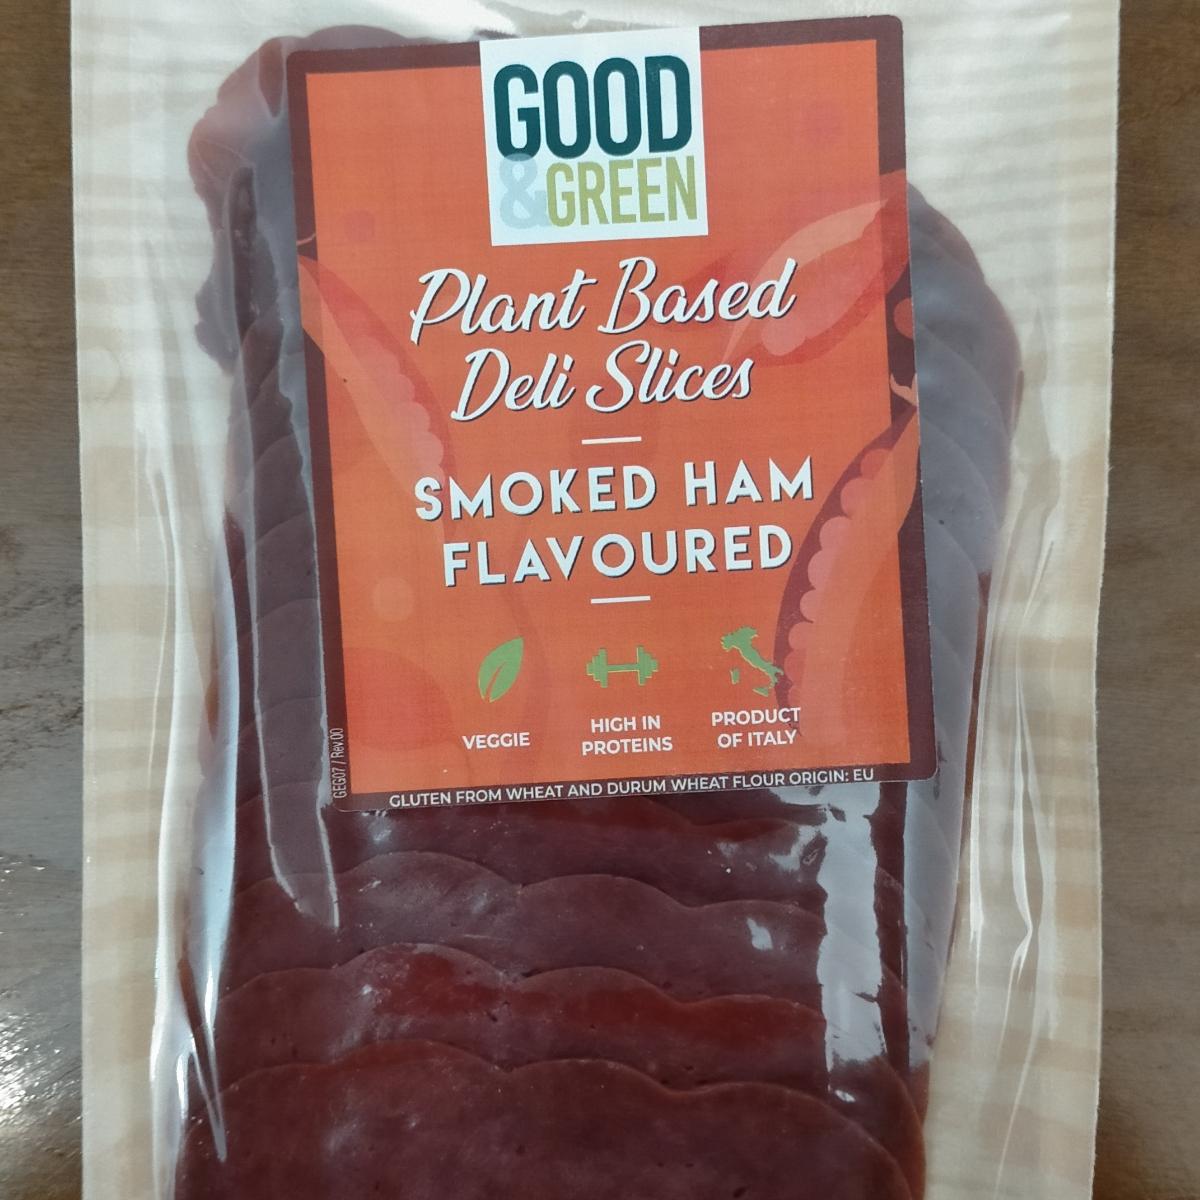 GOOD
&GREEN
Plant Based
Deli Slices
SMOKED HAM
FLAVOURED
VEGGIE
HIGH IN
PROTEINS
PRODUCT
OF ITALY
GEG07 / Rev.00
GLUTEN FROM WHEAT AND DURUM WHEAT FLOUR ORIGIN: EU